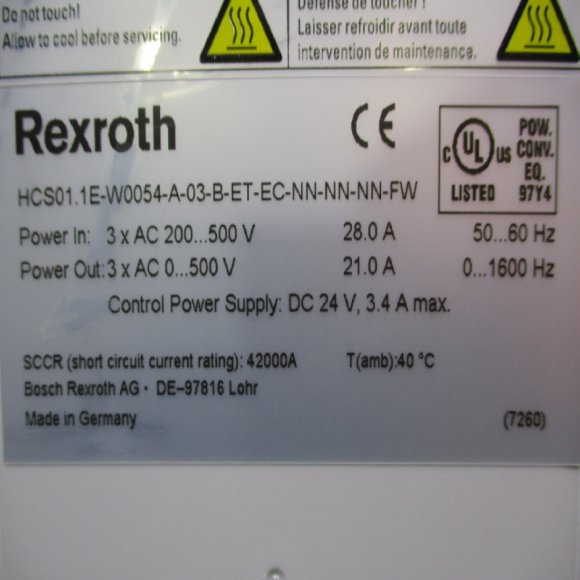 Do not touch!
Allow to cool before servicing.
Défense de toucher !
Laisser refroidir avant toute
intervention de maintenance.
Rexroth
CE
C UL US
LISTED
POW.
CONV.
EQ.
97Y4
HCS01.1E-W0054-A-03-B-ET-EC-NN-NN-NN-FW
Power In: 3 x AC 200...500 V 28.0 A 50...60 Hz
Power Out: 3 x AC 0...500 V 21.0 A 0...1600 Hz
Control Power Supply: DC 24 V, 3.4 A max.
SCCR (short circuit current rating): 42000A T(amb):40 °C
Bosch Rexroth AG • DE–97816 Lohr
Made in Germany (7260)